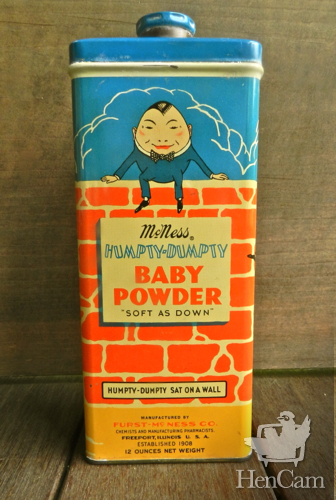 McNess®
HUMPTY-DUMPTY
BABY
POWDER
"SOFT AS DOWN"
HUMPTY-DUMPTY SAT ON A WALL
MANUFACTURED BY
FURST-McNESS CO.
CHEMISTS AND MANUFACTURING PHARMACISTS
FREEPORT, ILLINOIS U. S. A.
ESTABLISHED 1908
12 OUNCES NET WEIGHT
HenCam